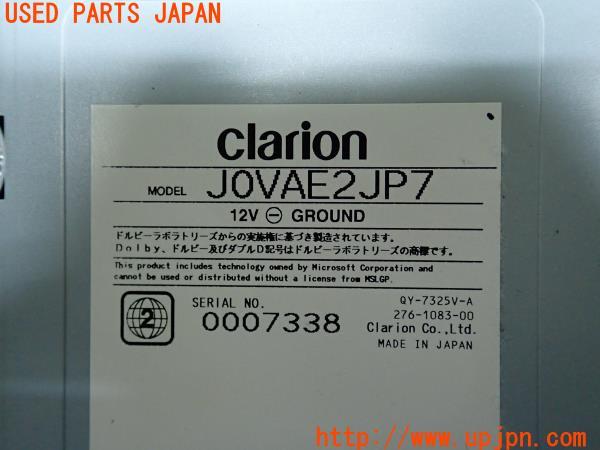 USED PARTS JAPAN
clarion
MODEL J0VAE2JP7
12V ⊖ GROUND
ドルビーラボラトリーズからの実施権に基づき製造されています。
Dolby、ドルビー及びダブルD記号はドルビーラボラトリーズの商標です。
This product includes technology owned by Microsoft Corporation and
cannot be used or distributed without a license from MSLGP.
2
SERIAL NO.
0007338
QY-7325V-A
276-1083-00
Clarion Co.,Ltd.
MADE IN JAPAN
http://www.upjpn.com/